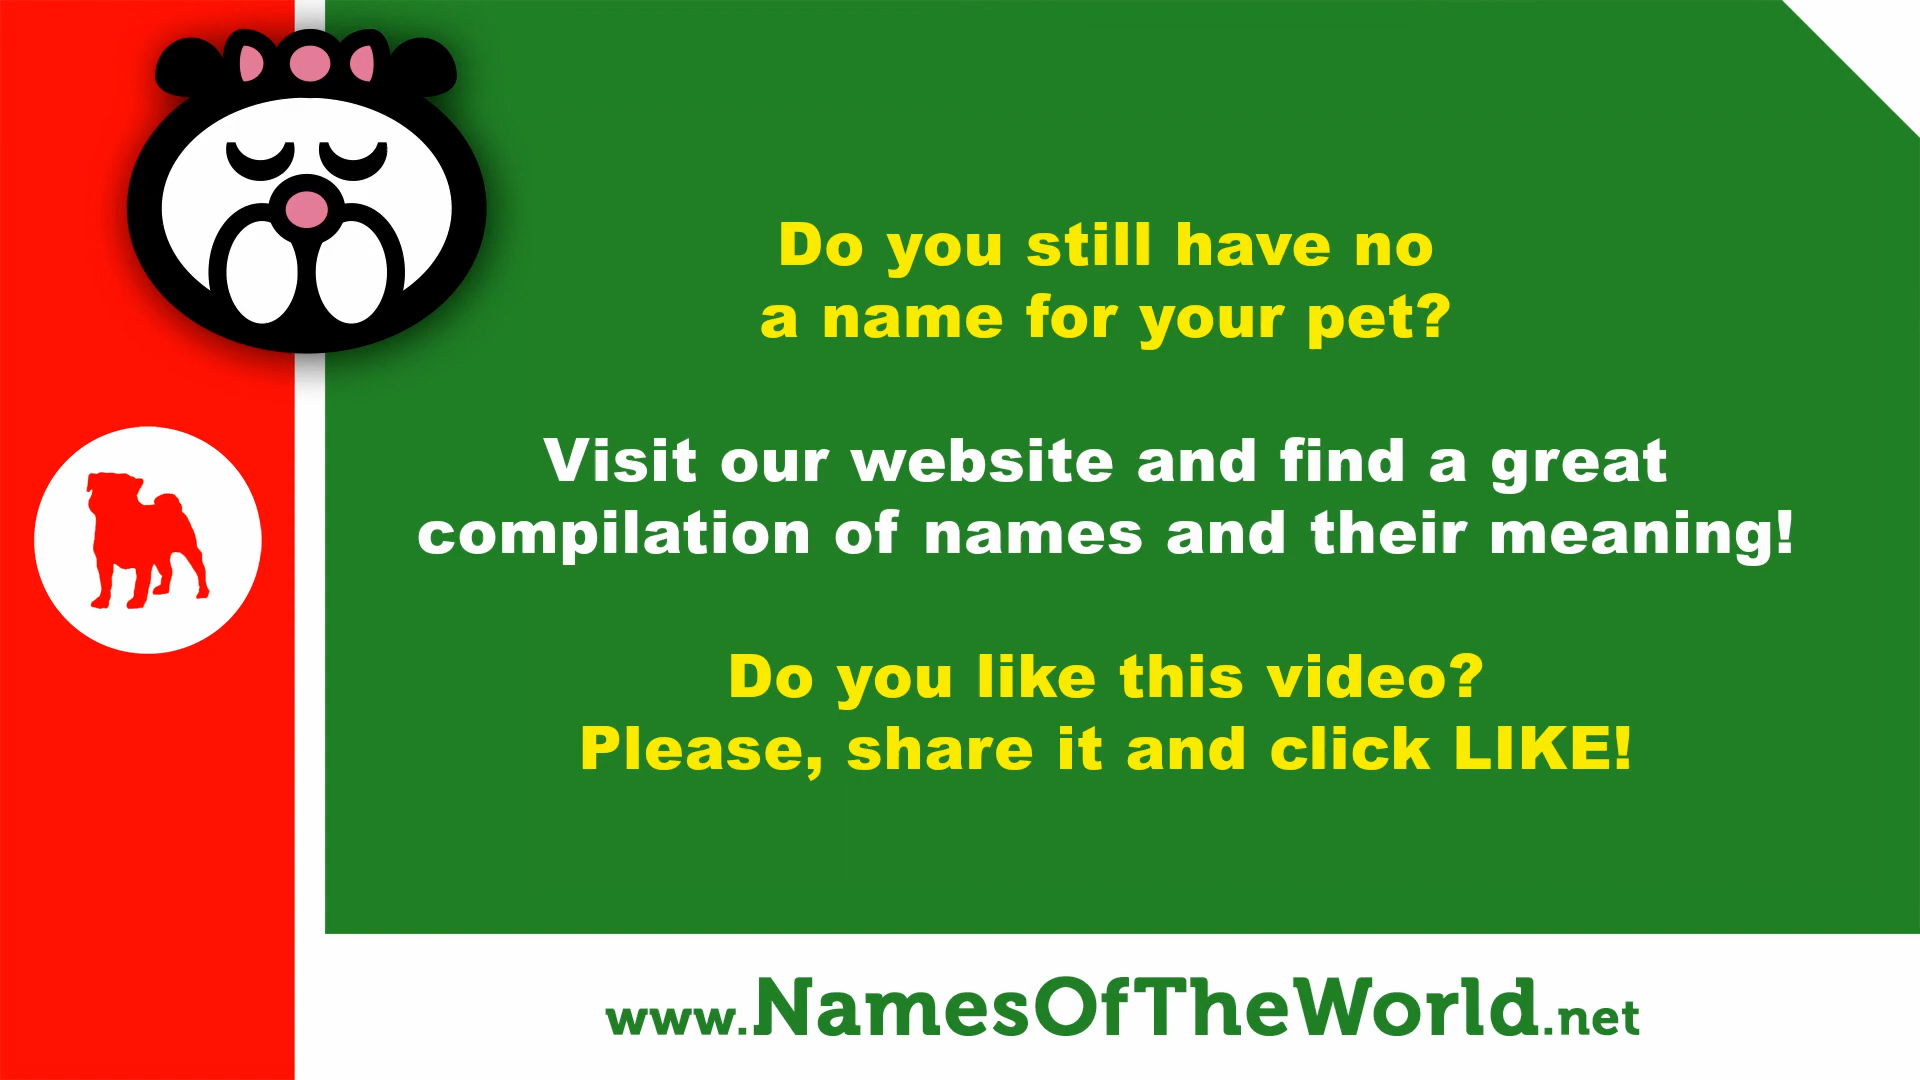 Do you still have no
a name for your pet?
Visit our website and find a great
compilation of names and their meaning!
Do you like this video?
Please, share it and click LIKE!
www.NamesOfTheWorld.net